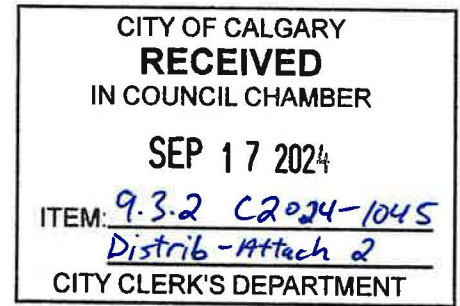 CITY OF CALGARY
RECEIVED
IN COUNCIL CHAMBER
SEP 17 2024
ITEM: 9.3.2 C2024-1045
Distrib-Attach 2
CITY CLERK'S DEPARTMENT